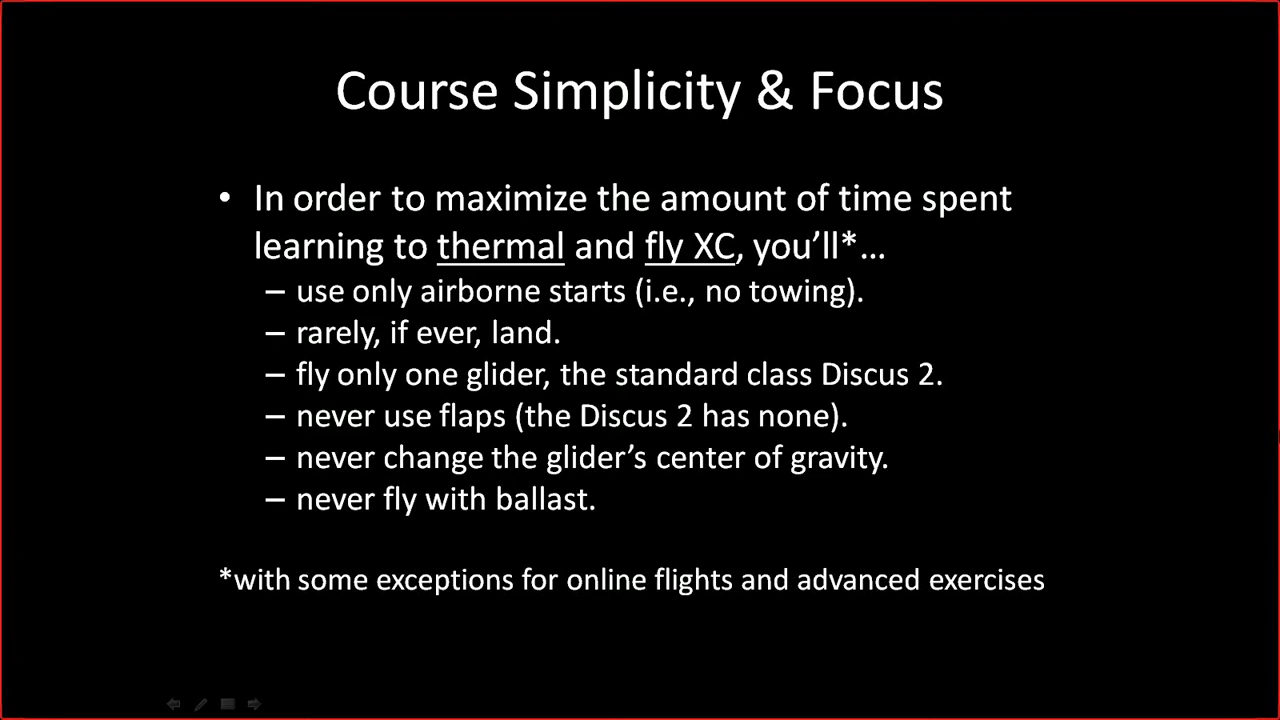 Course Simplicity & Focus
• In order to maximize the amount of time spent
learning to thermal and fly XC, you’ll*…
– use only airborne starts (i.e., no towing).
– rarely, if ever, land.
– fly only one glider, the standard class Discus 2.
– never use flaps (the Discus 2 has none).
– never change the glider’s center of gravity.
– never fly with ballast.
*with some exceptions for online flights and advanced exercises